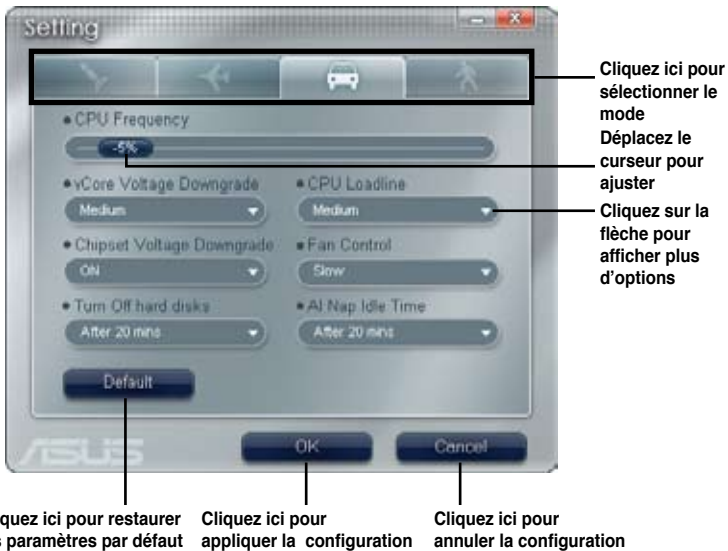 Setting
Cliquez ici pour
sélectionner le
mode
CPU Frequency
-5%
Déplacez le
curseur pour
ajuster
vCore Voltage Downgrade
CPU Loadline
Medium
Medium
Cliquez sur la
flèche pour
afficher plus
d'options
Chipset Voltage Downgrade
Fan Control
ON
Slow
Turn Off hard disks
AI Nap Idle Time
After 20 mins
After 20 mins
Default
ASUS
OK
Cancel
quez ici pour restaurer
s paramètres par défaut
Cliquez ici pour
appliquer la configuration
Cliquez ici pour
annuler la configuration